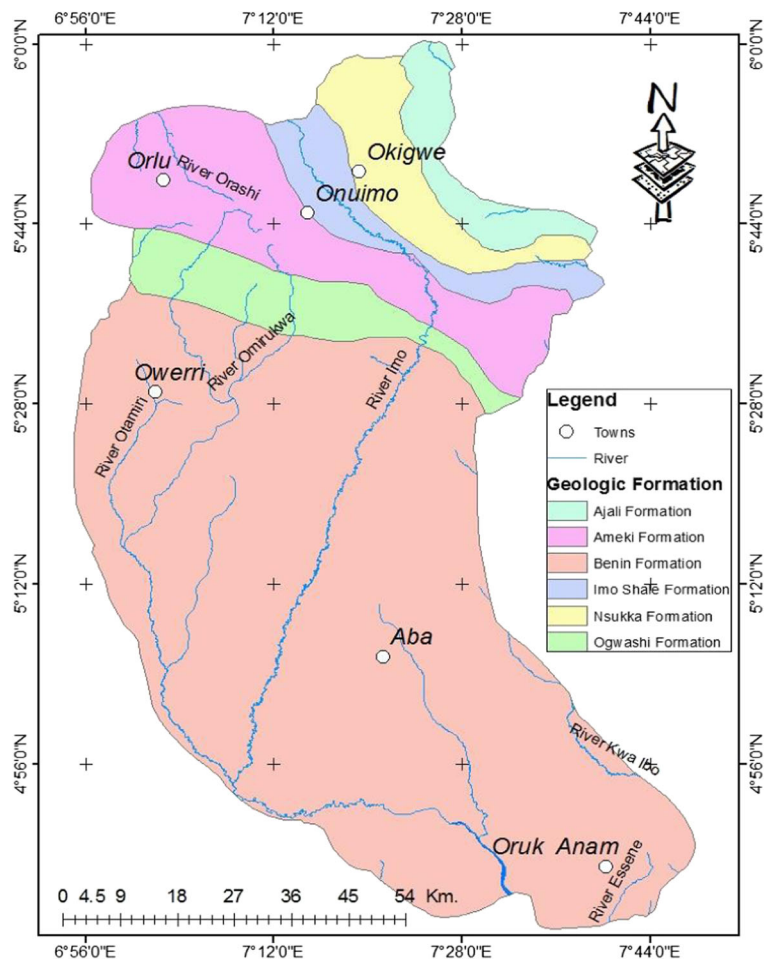 6°56'0"E 7°12'0"E 7°28'0"E 7°44'0"E
6°0'0"N 6°0'0"N
N
Okigwe
Orlu
River Orashi
Onuimo
5°44'0"N 5°44'0"N
River Omirukwa
River Imo
Owerri
River Otamiri
5°28'0"N 5°28'0"N
Legend
Towns
River
Geologic Formation
Ajali Formation
Ameki Formation
Benin Formation
Imo Shale Formation
Nsukka Formation
Ogwashi Formation
5°12'0"N 5°12'0"N
Aba
River Kwa Ibo
4°56'0"N 4°56'0"N
Oruk Anam
River Essene
0 4.5 9 18 27 36 45 54 Km.
6°56'0"E 7°12'0"E 7°28'0"E 7°44'0"E